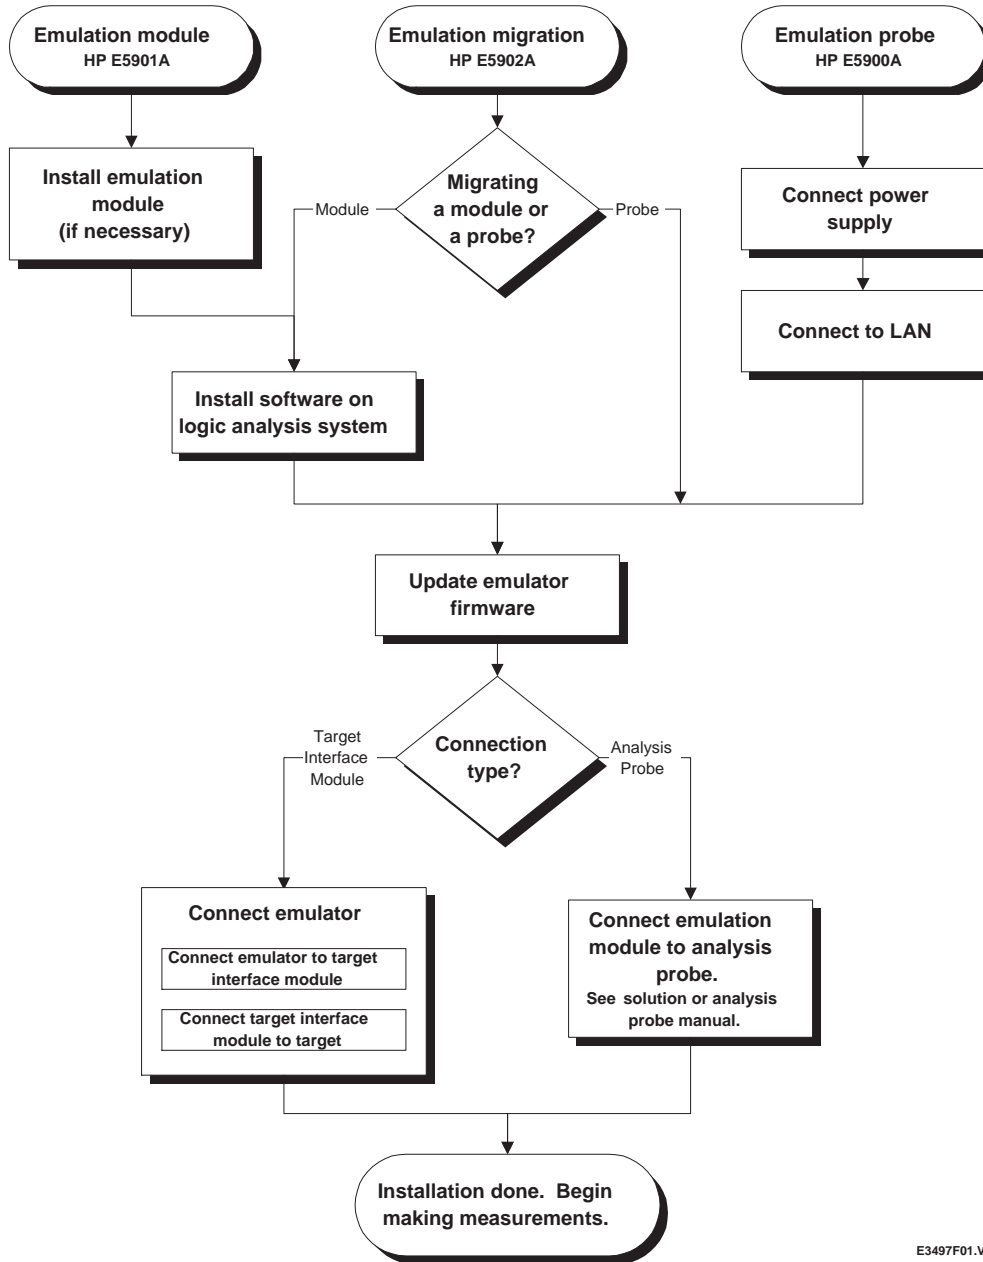 Emulation module
HP E5901A
Emulation migration
HP E5902A
Emulation probe
HP E5900A
Install emulation
module
(if necessary)
Module
Migrating
a module or
a probe?
Probe
Connect power
supply
Connect to LAN
Install software on
logic analysis system
Update emulator
firmware
Target
Interface
Module
Connection
type?
Analysis
Probe
Connect emulator
Connect emulator to target
interface module
Connect target interface
module to target
Connect emulation
module to analysis
probe.
See solution or analysis
probe manual.
Installation done. Begin
making measurements.
E3497F01.V